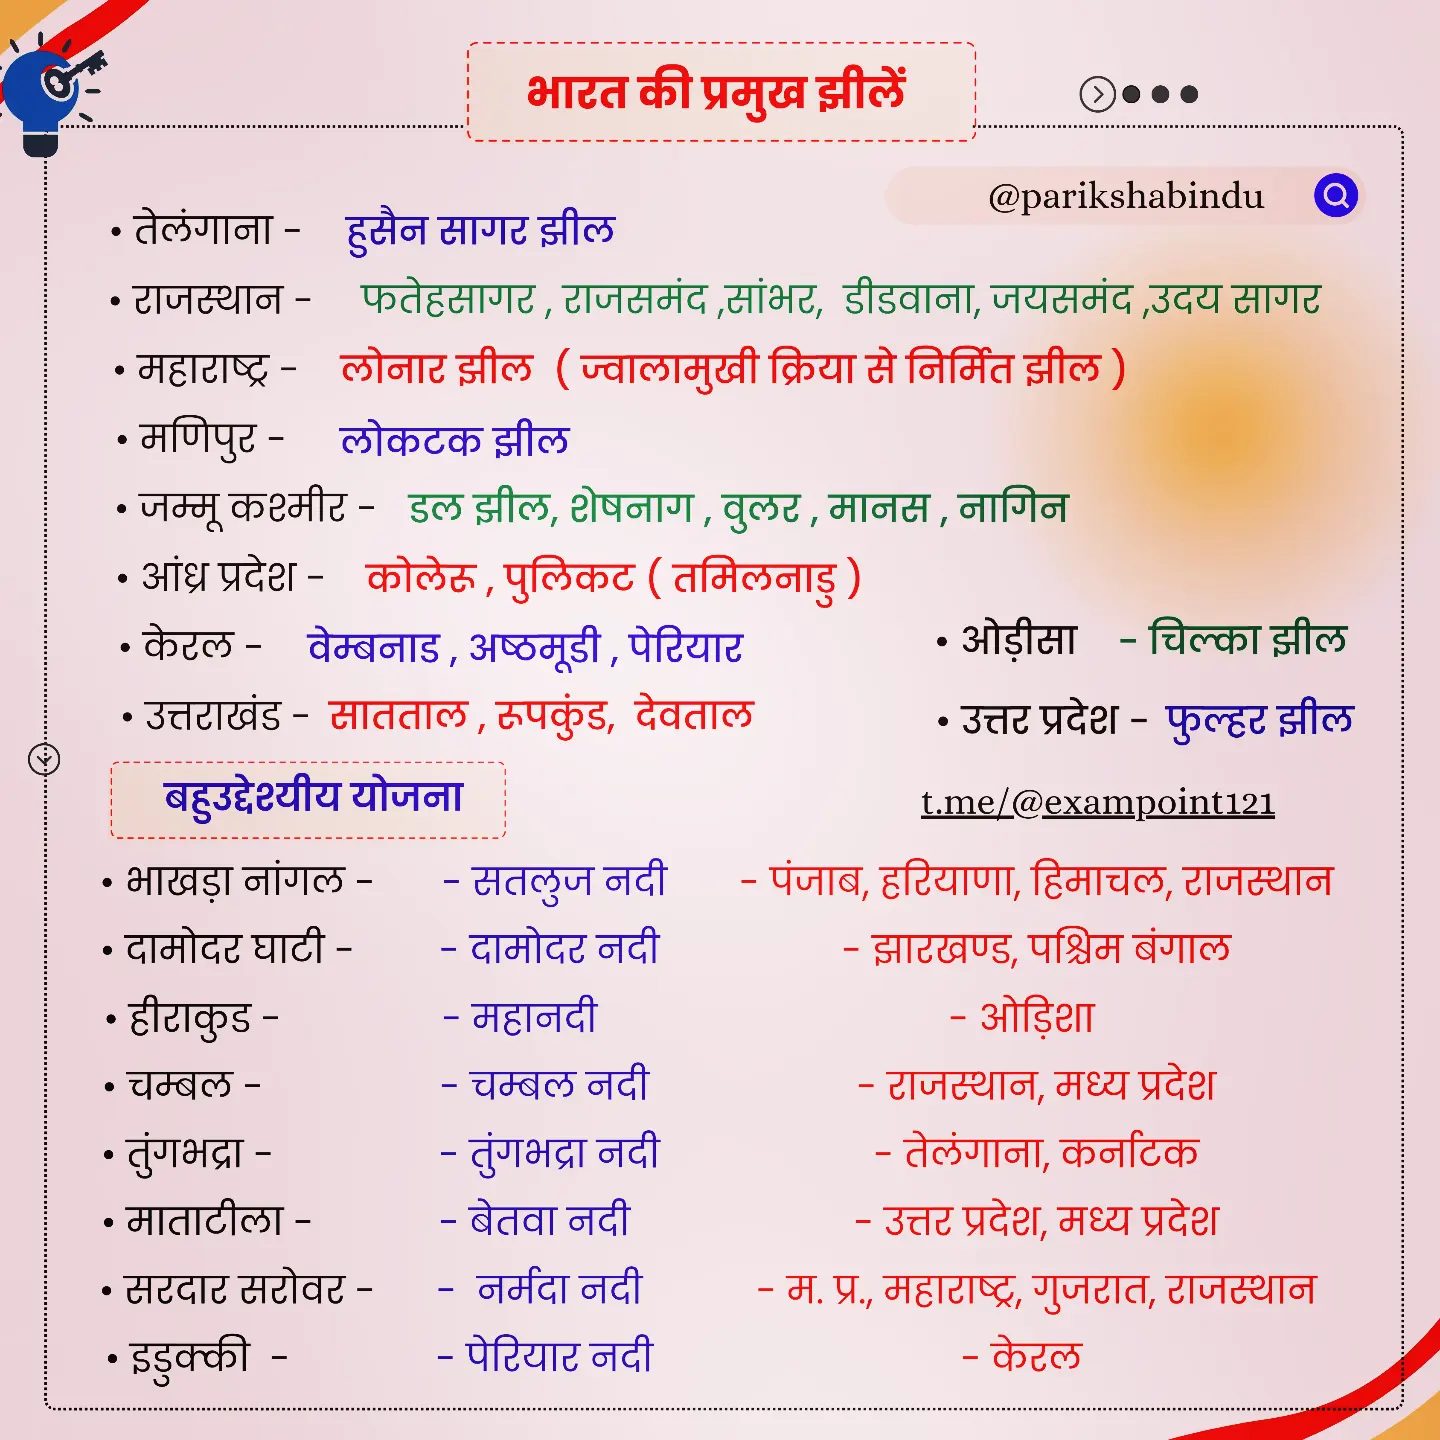 भारत की प्रमुख झीलें
@parikshabindu
• तेलंगाना - हुसैन सागर झील
• राजस्थान - फतेहसागर , राजसमंद ,सांभर, डीडवाना, जयसमंद ,उदय सागर
• महाराष्ट्र - लोनार झील ( ज्वालामुखी क्रिया से निर्मित झील )
• मणिपुर - लोकटक झील
• जम्मू कश्मीर - डल झील, शेषनाग , वुलर , मानस , नागिन
• आंध्र प्रदेश - कोलेरू , पुलिकट ( तमिलनाडु )
• केरल - वेम्बनाड , अष्ठमूडी , पेरियार
• ओड़ीसा - चिल्का झील
• उत्तराखंड - सातताल , रूपकुंड, देवताल
• उत्तर प्रदेश - फुल्हर झील
बहुउद्देश्यीय योजना
t.me/@exampoint121
• भाखड़ा नांगल - - सतलुज नदी - पंजाब, हरियाणा, हिमाचल, राजस्थान
• दामोदर घाटी - - दामोदर नदी - झारखण्ड, पश्चिम बंगाल
• हीराकुड - - महानदी - ओड़िशा
• चम्बल - - चम्बल नदी - राजस्थान, मध्य प्रदेश
• तुंगभद्रा - - तुंगभद्रा नदी - तेलंगाना, कर्नाटक
• माताटीला - - बेतवा नदी - उत्तर प्रदेश, मध्य प्रदेश
• सरदार सरोवर - - नर्मदा नदी - म. प्र., महाराष्ट्र, गुजरात, राजस्थान
• इडुक्की - - पेरियार नदी - केरल